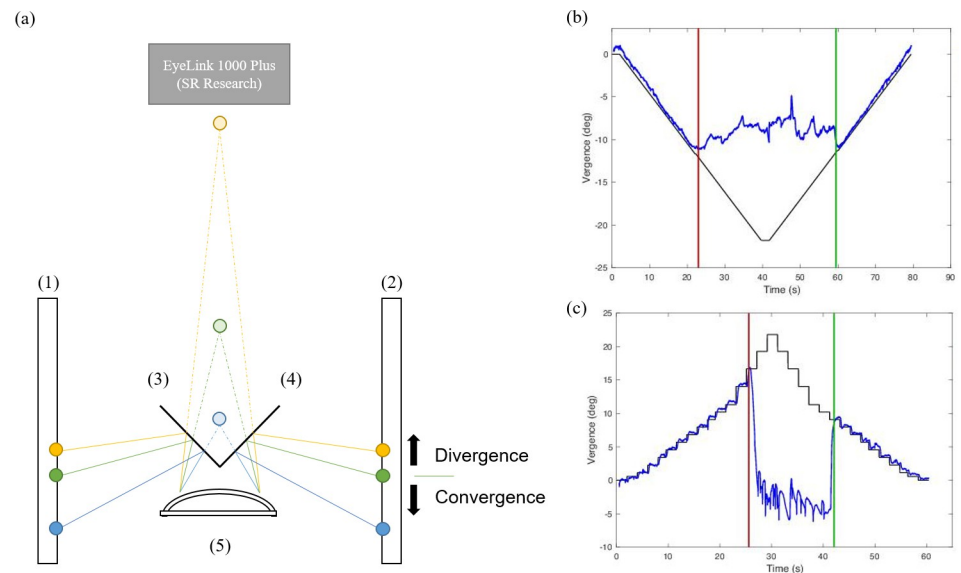 (a)
EyeLink 1000 Plus
(SR Research)
(1)
(2)
(3)
(4)
Divergence
Convergence
(5)
(b)
0
-5
-10
-15
-20
-25
Vergence (deg)
0 10 20 30 40 50 60 70 80 90
Time (s)
(c)
25
20
15
10
5
0
-5
-10
Vergence (deg)
0 10 20 30 40 50 60
Time (s)